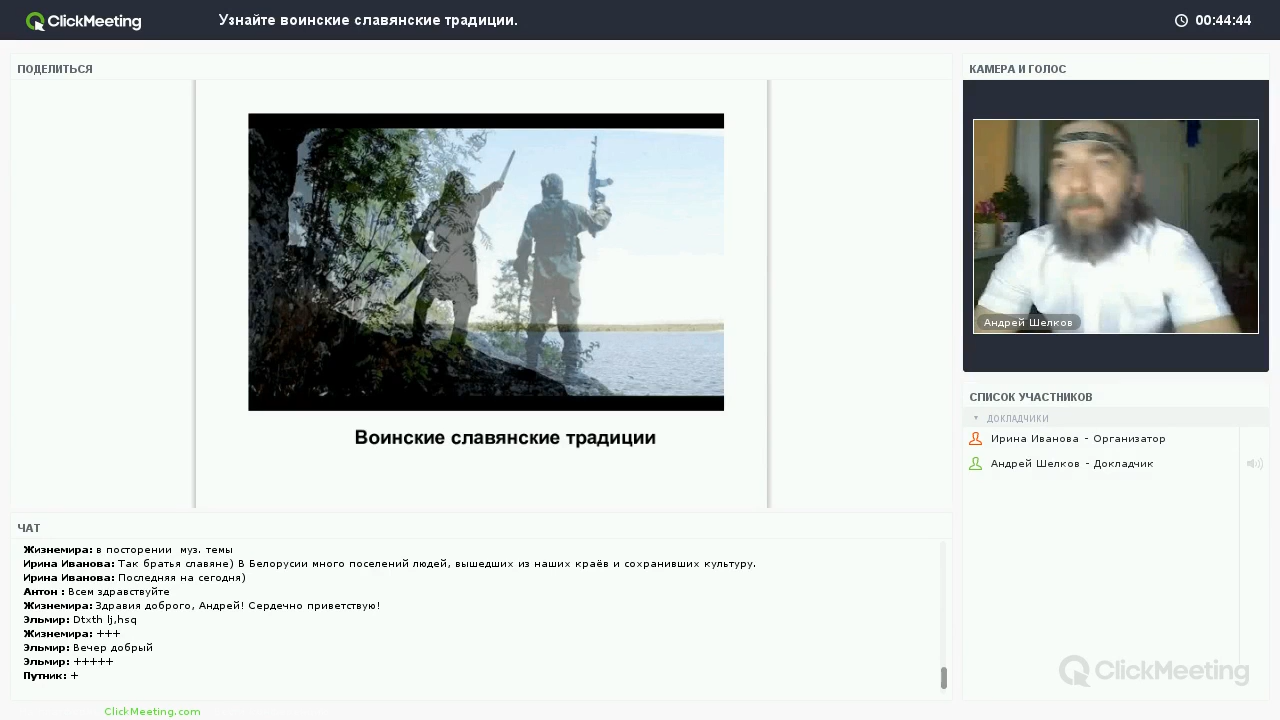 ClickMeeting
Узнайте воинские славянские традиции.
00:44:44
ПОДЕЛИТЬСЯ
Воинские славянские традиции
КАМЕРА И ГОЛОС
Андрей Шелков
СПИСОК УЧАСТНИКОВ
ДОКЛАДЧИКИ
Ирина Иванова - Организатор
Андрей Шелков - Докладчик
ЧАТ
Жизнемира: в посторении муз. темы
Ирина Иванова: Так братья славяне) В Белорусии много поселений людей, вышедших из наших краёв и сохранивших культуру.
Ирина Иванова: Последняя на сегодня)
Антон : Всем здравствуйте
Жизнемира: Здравия доброго, Андрей! Сердечно приветствую!
Эльмир: Dtxth lj,hsq
Жизнемира: +++
Эльмир: Вечер добрый
Эльмир: +++++
Путник: +
ClickMeeting
ClickMeeting.com